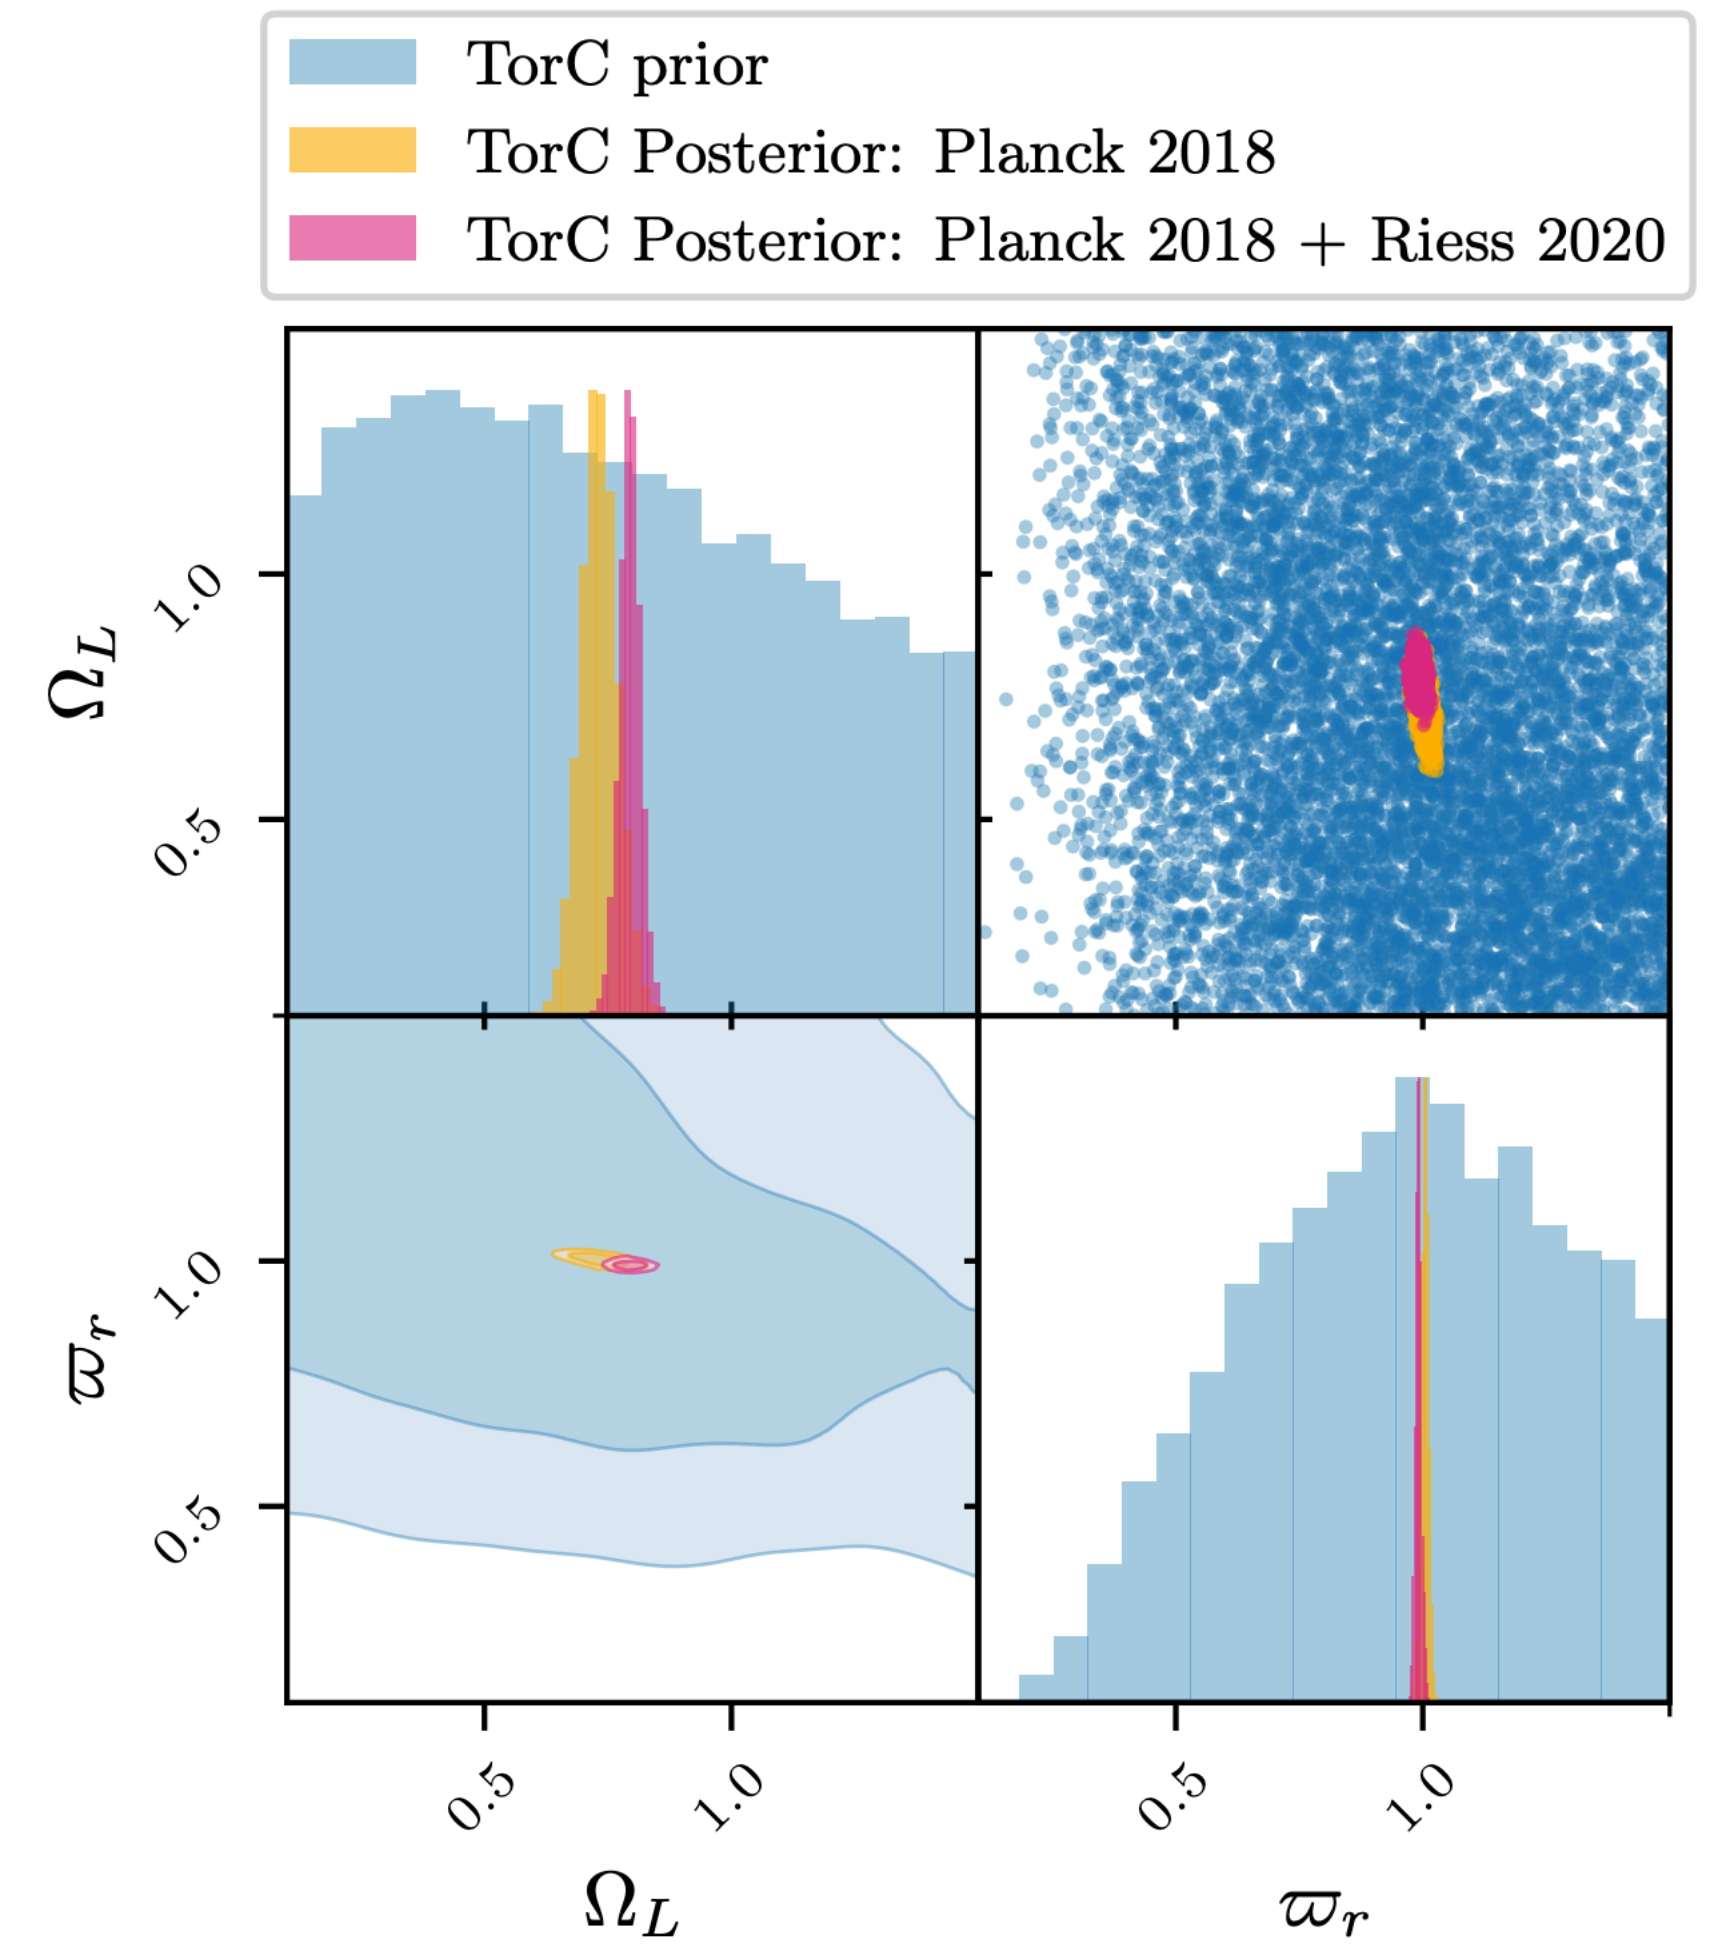 TorC prior
TorC Posterior: Planck 2018
TorC Posterior: Planck 2018 + Riess 2020
1.0
Ω_L
0.5
1.0
ϖ_r
0.5
0.5
1.0
0.5
1.0
Ω_L
ϖ_r